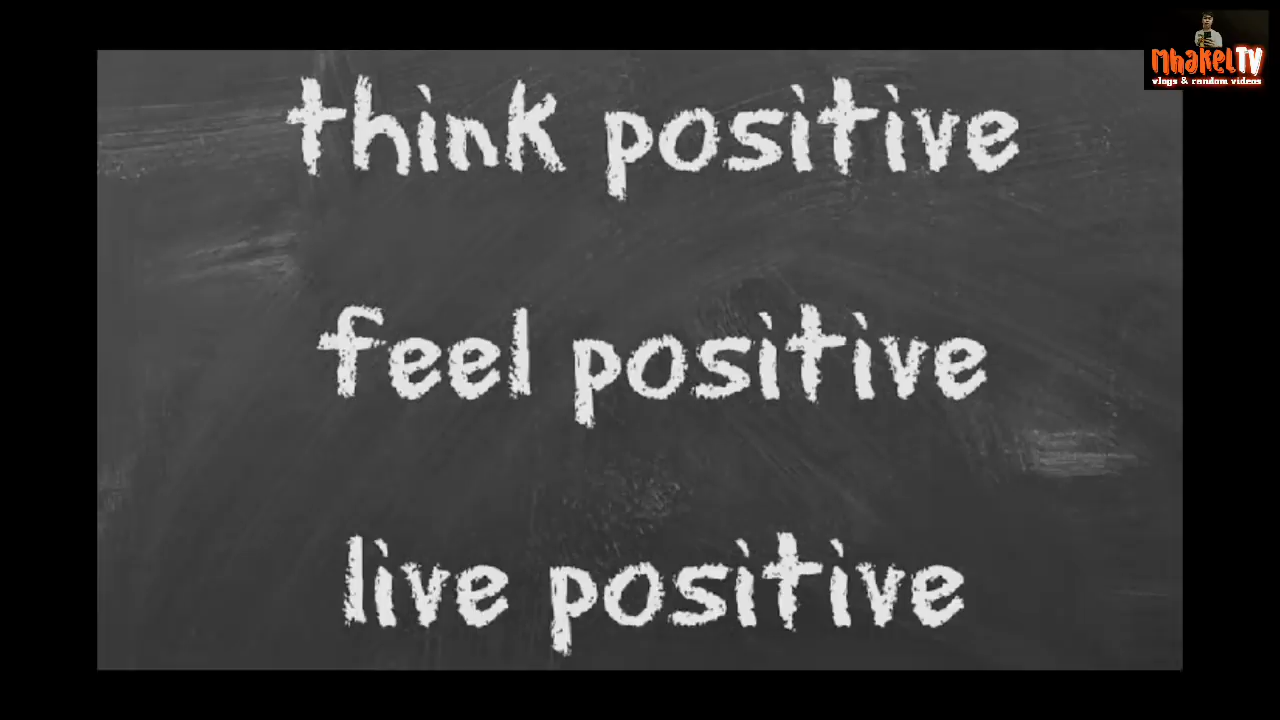 MhakelTV
vlogs & random videos
think positive
feel positive
live positive